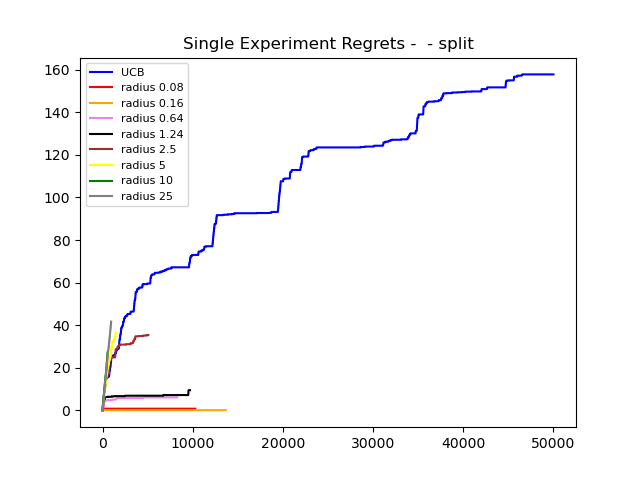 Single Experiment Regrets -  - split
160
140
120
100
80
60
40
20
0
UCB
radius 0.08
radius 0.16
radius 0.64
radius 1.24
radius 2.5
radius 5
radius 10
radius 25
0 10000 20000 30000 40000 50000